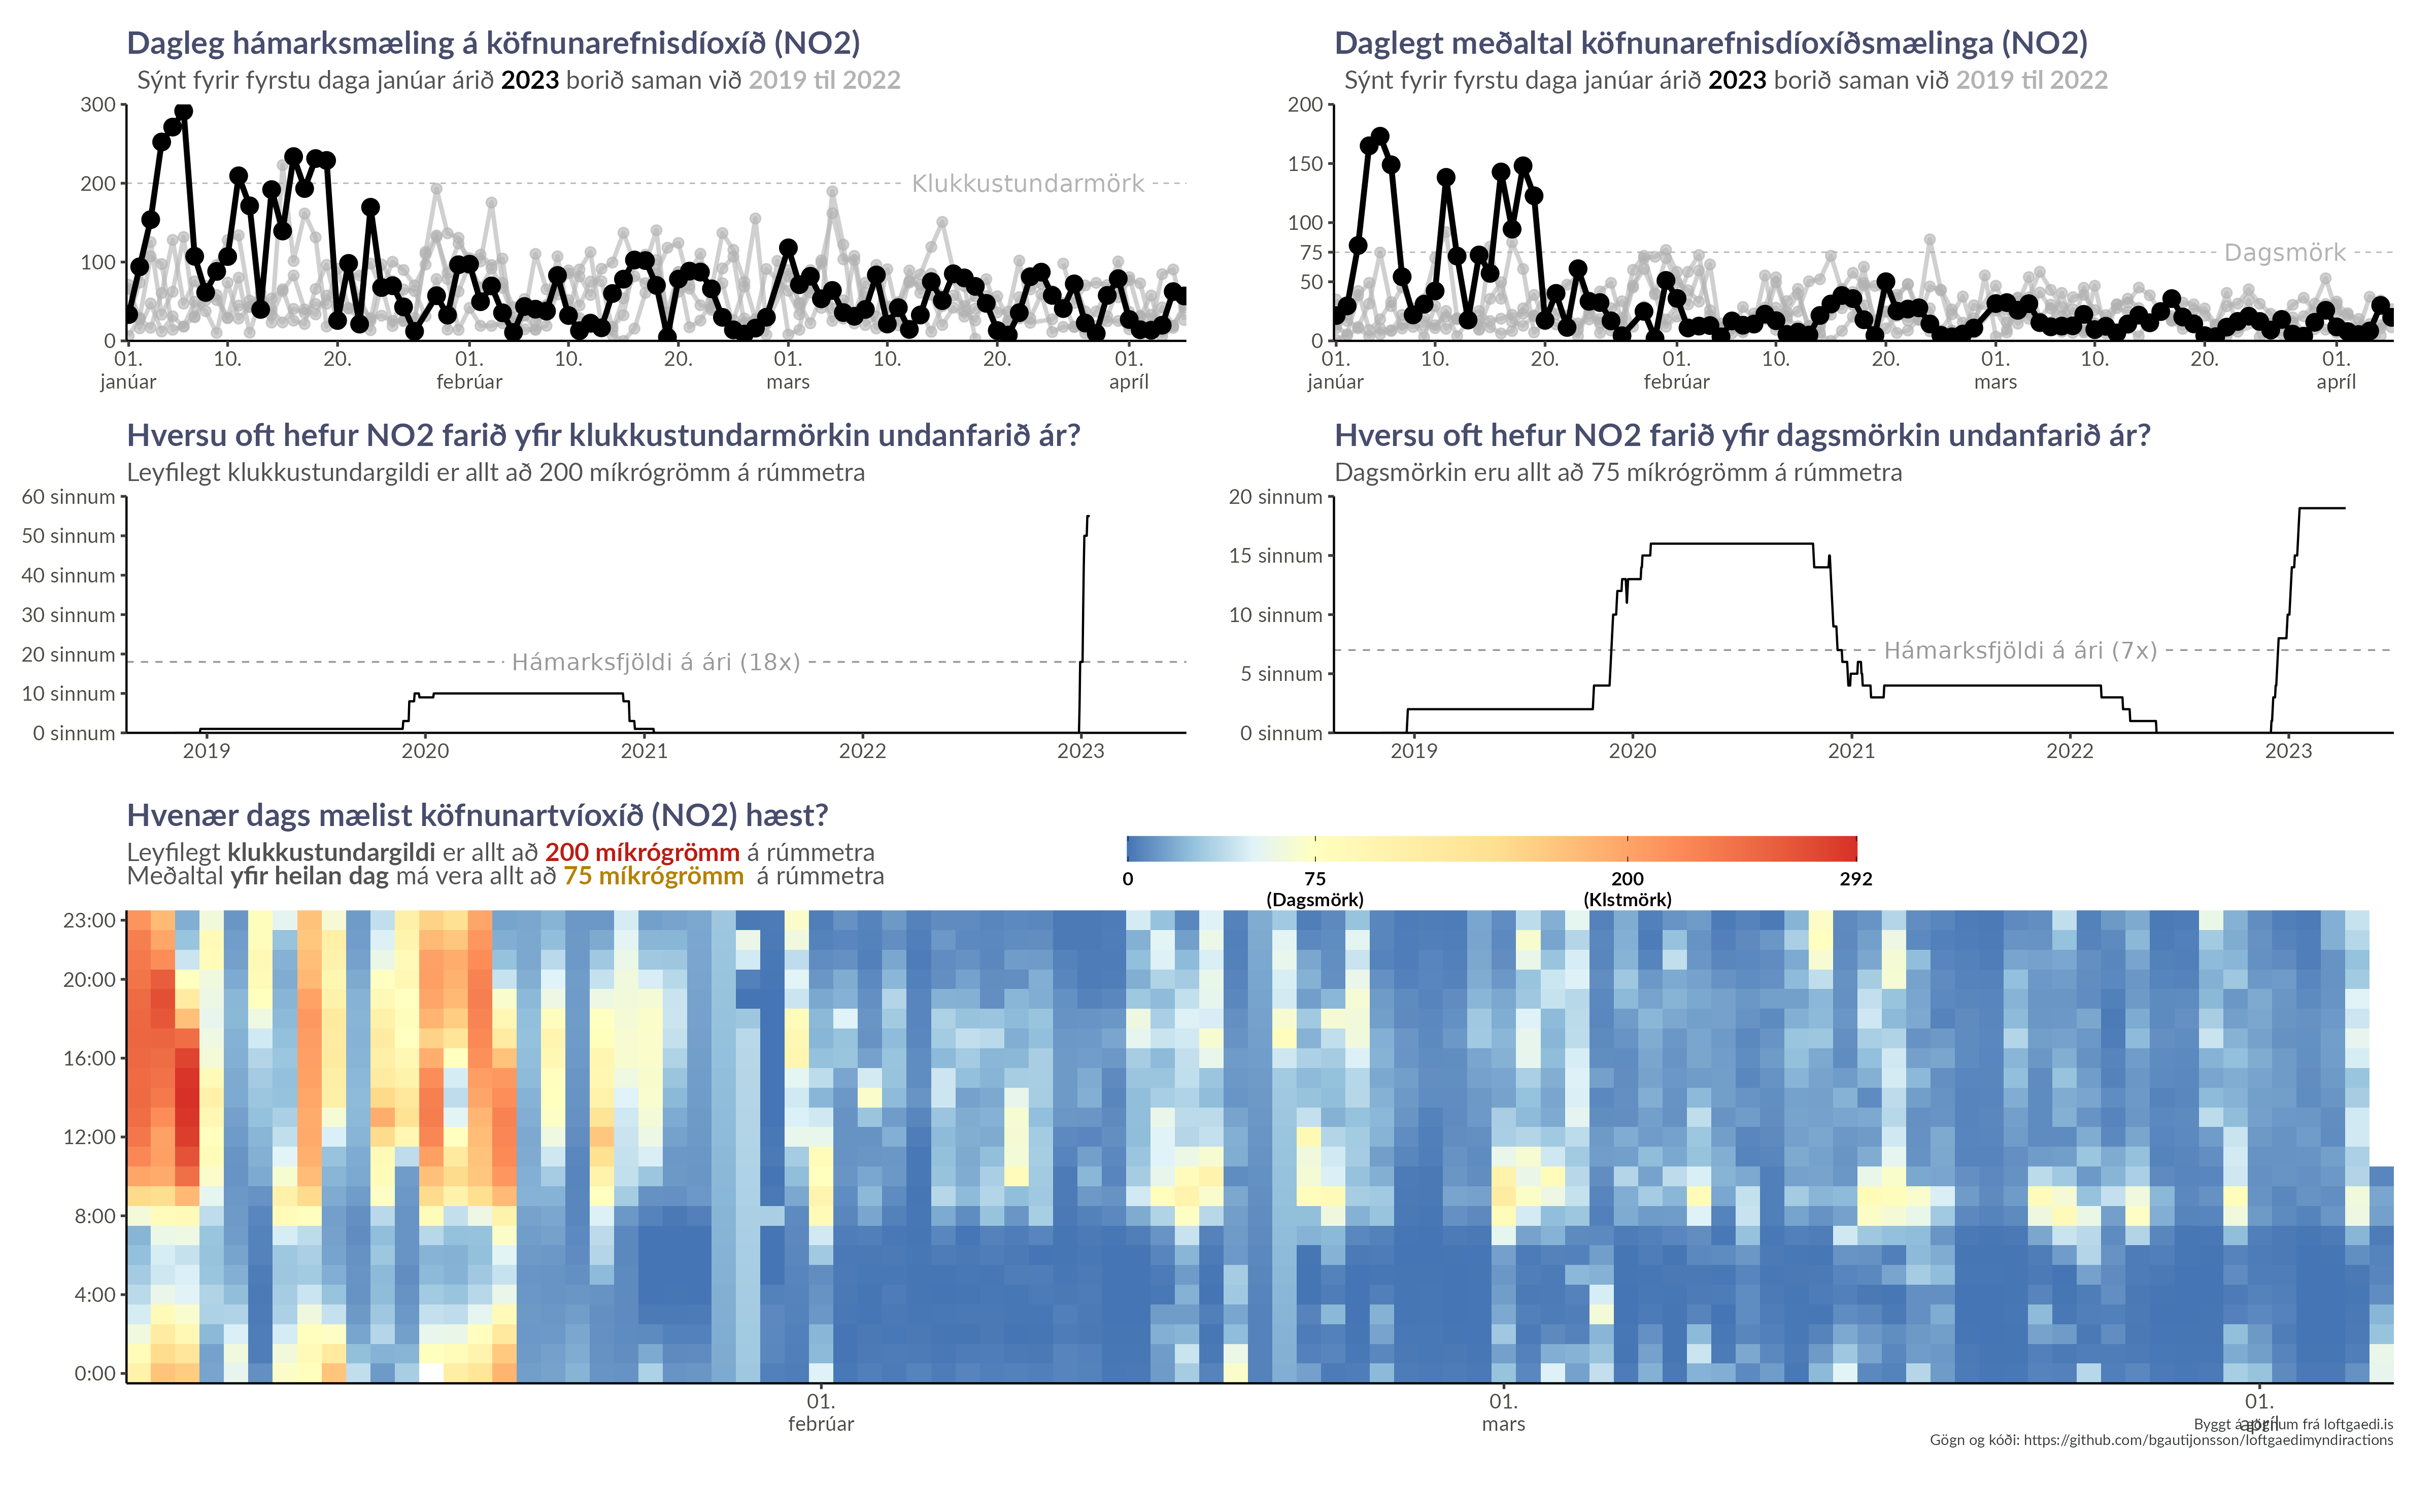 Dagleg hámarksmæling á köfnunarefnisdíoxíð (NO2)
Sýnt fyrir fyrstu daga janúar árið 2023 borið saman við 2019 til 2022
300
200
100
0
Klukkustundarmörk
01. 10. 20. 01. 10. 20. 01. 10. 20. 01.
janúar febrúar mars apríl
Daglegt meðaltal köfnunarefnisdíoxíðsmælinga (NO2)
Sýnt fyrir fyrstu daga janúar árið 2023 borið saman við 2019 til 2022
200
150
100
75
50
0
Dagsmörk
01. 10. 20. 01. 10. 20. 01. 10. 20. 01.
janúar febrúar mars apríl
Hversu oft hefur NO2 farið yfir klukkustundarmörkin undanfarið ár?
Leyfilegt klukkustundargildi er allt að 200 míkrógrömm á rúmmetra
60 sinnum
50 sinnum
40 sinnum
30 sinnum
20 sinnum
10 sinnum
0 sinnum
Hámarksfjöldi á ári (18x)
2019 2020 2021 2022 2023
Hversu oft hefur NO2 farið yfir dagsmörkin undanfarið ár?
Dagsmörkin eru allt að 75 míkrógrömm á rúmmetra
20 sinnum
15 sinnum
10 sinnum
5 sinnum
0 sinnum
Hámarksfjöldi á ári (7x)
2019 2020 2021 2022 2023
Hvenær dags mælist köfnunartvíoxíð (NO2) hæst?
Leyfilegt klukkustundargildi er allt að 200 míkrógrömm á rúmmetra
Meðaltal yfir heilan dag má vera allt að 75 míkrógrömm á rúmmetra
0 75 200 292
(Dagsmörk) (Klstmörk)
23:00
20:00
16:00
12:00
8:00
4:00
0:00
01. 01. 01.
febrúar mars apríl
Byggt á gögnum frá loftgaedi.is
Gögn og kóði: https://github.com/bgautijonsson/loftgaedimyndiractions